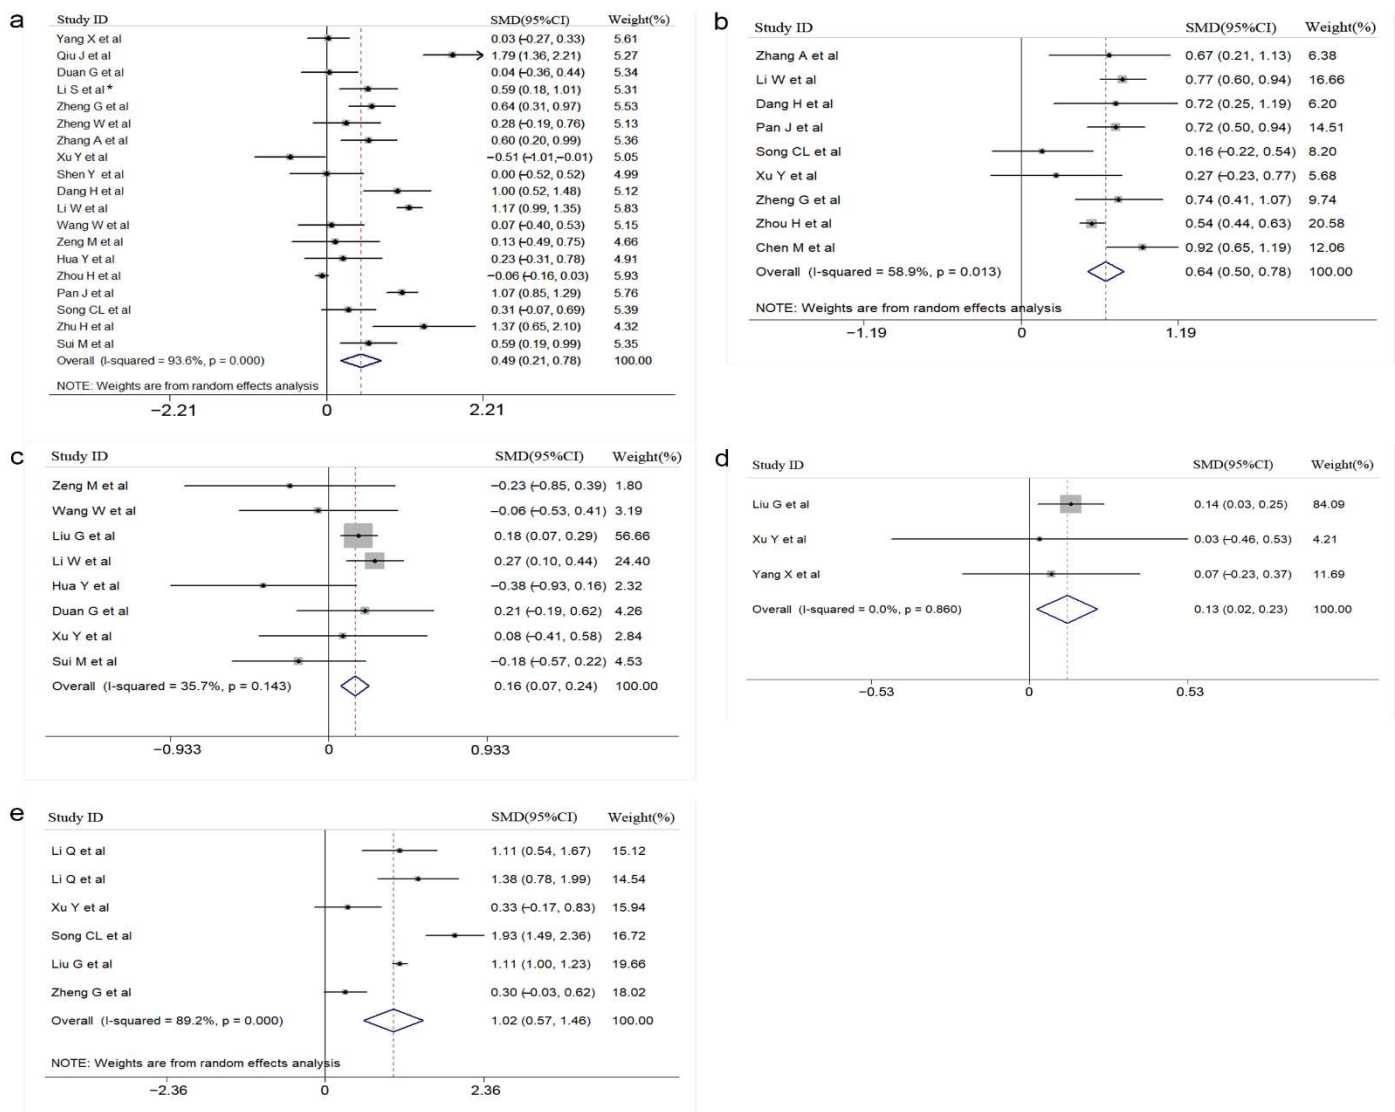 a
Study ID SMD(95%CI) Weight(%)
Yang X et al 0.03 (−0.27, 0.33) 5.61
Qiu J et al 1.79 (1.36, 2.21) 5.27
Duan G et al 0.04 (−0.36, 0.44) 5.34
Li S et al* 0.59 (0.18, 1.01) 5.31
Zheng G et al 0.64 (0.31, 0.97) 5.53
Zheng W et al 0.28 (−0.19, 0.76) 5.13
Zhang A et al 0.60 (0.20, 0.99) 5.36
Xu Y et al −0.51 (−1.01,−0.01) 5.05
Shen Y et al 0.00 (−0.52, 0.52) 4.99
Dang H et al 1.00 (0.52, 1.48) 5.12
Li W et al 1.17 (0.99, 1.35) 5.83
Wang W et al 0.07 (−0.40, 0.53) 5.15
Zeng M et al 0.13 (−0.49, 0.75) 4.66
Hua Y et al 0.23 (−0.31, 0.78) 4.91
Zhou H et al −0.06 (−0.16, 0.03) 5.93
Pan J et al 1.07 (0.85, 1.29) 5.76
Song CL et al 0.31 (−0.07, 0.69) 5.39
Zhu H et al 1.37 (0.65, 2.10) 4.32
Sui M et al 0.59 (0.19, 0.99) 5.35
Overall (I-squared = 93.6%, p = 0.000) 0.49 (0.21, 0.78) 100.00
NOTE: Weights are from random effects analysis
−2.21 0 2.21
b
Study ID SMD(95%CI) Weight(%)
Zhang A et al 0.67 (0.21, 1.13) 6.38
Li W et al 0.77 (0.60, 0.94) 16.66
Dang H et al 0.72 (0.25, 1.19) 6.20
Pan J et al 0.72 (0.50, 0.94) 14.51
Song CL et al 0.16 (−0.22, 0.54) 8.20
Xu Y et al 0.27 (−0.23, 0.77) 5.68
Zheng G et al 0.74 (0.41, 1.07) 9.74
Zhou H et al 0.54 (0.44, 0.63) 20.58
Chen M et al 0.92 (0.65, 1.19) 12.06
Overall (I-squared = 58.9%, p = 0.013) 0.64 (0.50, 0.78) 100.00
NOTE: Weights are from random effects analysis
−1.19 0 1.19
c
Study ID SMD(95%CI) Weight(%)
Zeng M et al −0.23 (−0.85, 0.39) 1.80
Wang W et al −0.06 (−0.53, 0.41) 3.19
Liu G et al 0.18 (0.07, 0.29) 56.66
Li W et al 0.27 (0.10, 0.44) 24.40
Hua Y et al −0.38 (−0.93, 0.16) 2.32
Duan G et al 0.21 (−0.19, 0.62) 4.26
Xu Y et al 0.08 (−0.41, 0.58) 2.84
Sui M et al −0.18 (−0.57, 0.22) 4.53
Overall (I-squared = 35.7%, p = 0.143) 0.16 (0.07, 0.24) 100.00
−0.933 0 0.933
d
Study ID SMD(95%CI) Weight(%)
Liu G et al 0.14 (0.03, 0.25) 84.09
Xu Y et al 0.03 (−0.46, 0.53) 4.21
Yang X et al 0.07 (−0.23, 0.37) 11.69
Overall (I-squared = 0.0%, p = 0.860) 0.13 (0.02, 0.23) 100.00
−0.53 0 0.53
e
Study ID SMD(95%CI) Weight(%)
Li Q et al 1.11 (0.54, 1.67) 15.12
Li Q et al 1.38 (0.78, 1.99) 14.54
Xu Y et al 0.33 (−0.17, 0.83) 15.94
Song CL et al 1.93 (1.49, 2.36) 16.72
Liu G et al 1.11 (1.00, 1.23) 19.66
Zheng G et al 0.30 (−0.03, 0.62) 18.02
Overall (I-squared = 89.2%, p = 0.000) 1.02 (0.57, 1.46) 100.00
NOTE: Weights are from random effects analysis
−2.36 0 2.36